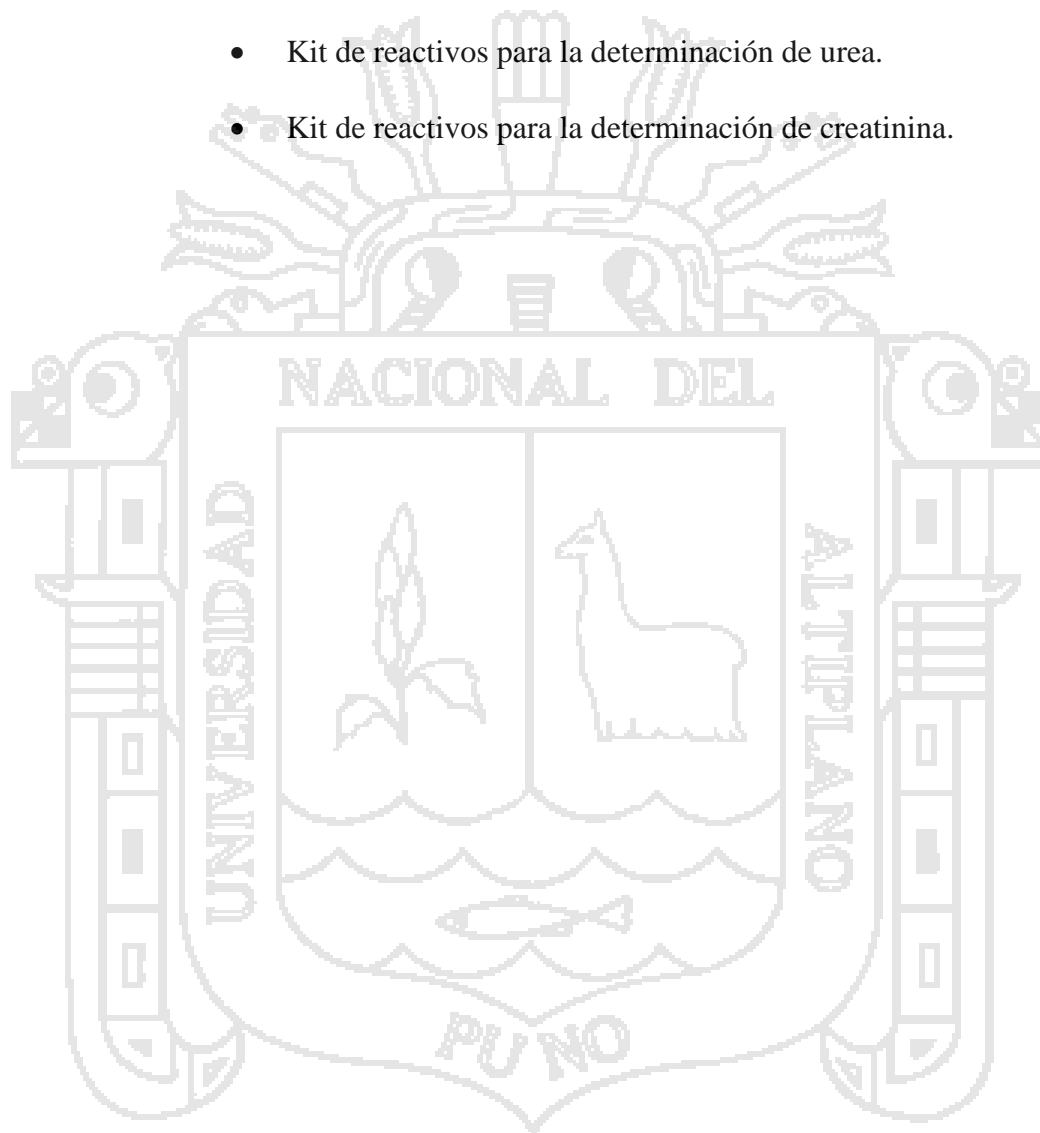 • Kit de reactivos para la determinación de urea.
• Kit de reactivos para la determinación de creatinina.
NACIONAL DEL
UNIVERSIDAD
ALTIPLANO
PUNO